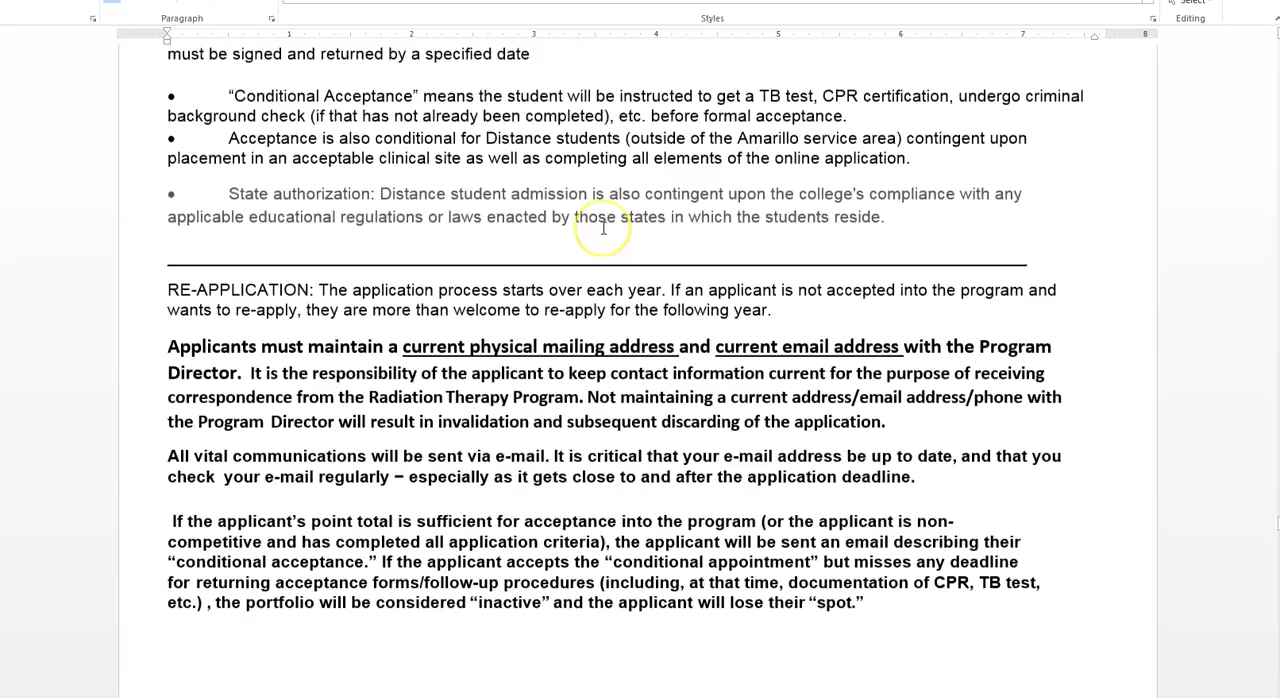 Paragraph
Styles
Select
Editing
1 2 3 4 5 6 7 8
must be signed and returned by a specified date
• “Conditional Acceptance” means the student will be instructed to get a TB test, CPR certification, undergo criminal
background check (if that has not already been completed), etc. before formal acceptance.
• Acceptance is also conditional for Distance students (outside of the Amarillo service area) contingent upon
placement in an acceptable clinical site as well as completing all elements of the online application.
• State authorization: Distance student admission is also contingent upon the college's compliance with any
applicable educational regulations or laws enacted by those states in which the students reside.
RE-APPLICATION: The application process starts over each year. If an applicant is not accepted into the program and
wants to re-apply, they are more than welcome to re-apply for the following year.
Applicants must maintain a current physical mailing address and current email address with the Program
Director. It is the responsibility of the applicant to keep contact information current for the purpose of receiving
correspondence from the Radiation Therapy Program. Not maintaining a current address/email address/phone with
the Program Director will result in invalidation and subsequent discarding of the application.
All vital communications will be sent via e-mail. It is critical that your e-mail address be up to date, and that you
check your e-mail regularly – especially as it gets close to and after the application deadline.
If the applicant’s point total is sufficient for acceptance into the program (or the applicant is non-
competitive and has completed all application criteria), the applicant will be sent an email describing their
“conditional acceptance.” If the applicant accepts the “conditional appointment” but misses any deadline
for returning acceptance forms/follow-up procedures (including, at that time, documentation of CPR, TB test,
etc.) , the portfolio will be considered “inactive” and the applicant will lose their “spot.”